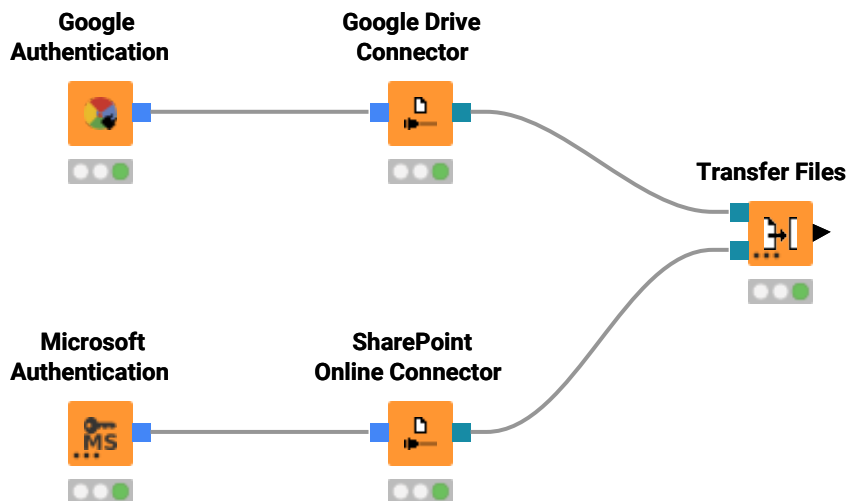 Google
Authentication
Google Drive
Connector
Transfer Files
Microsoft
Authentication
MS
SharePoint
Online Connector